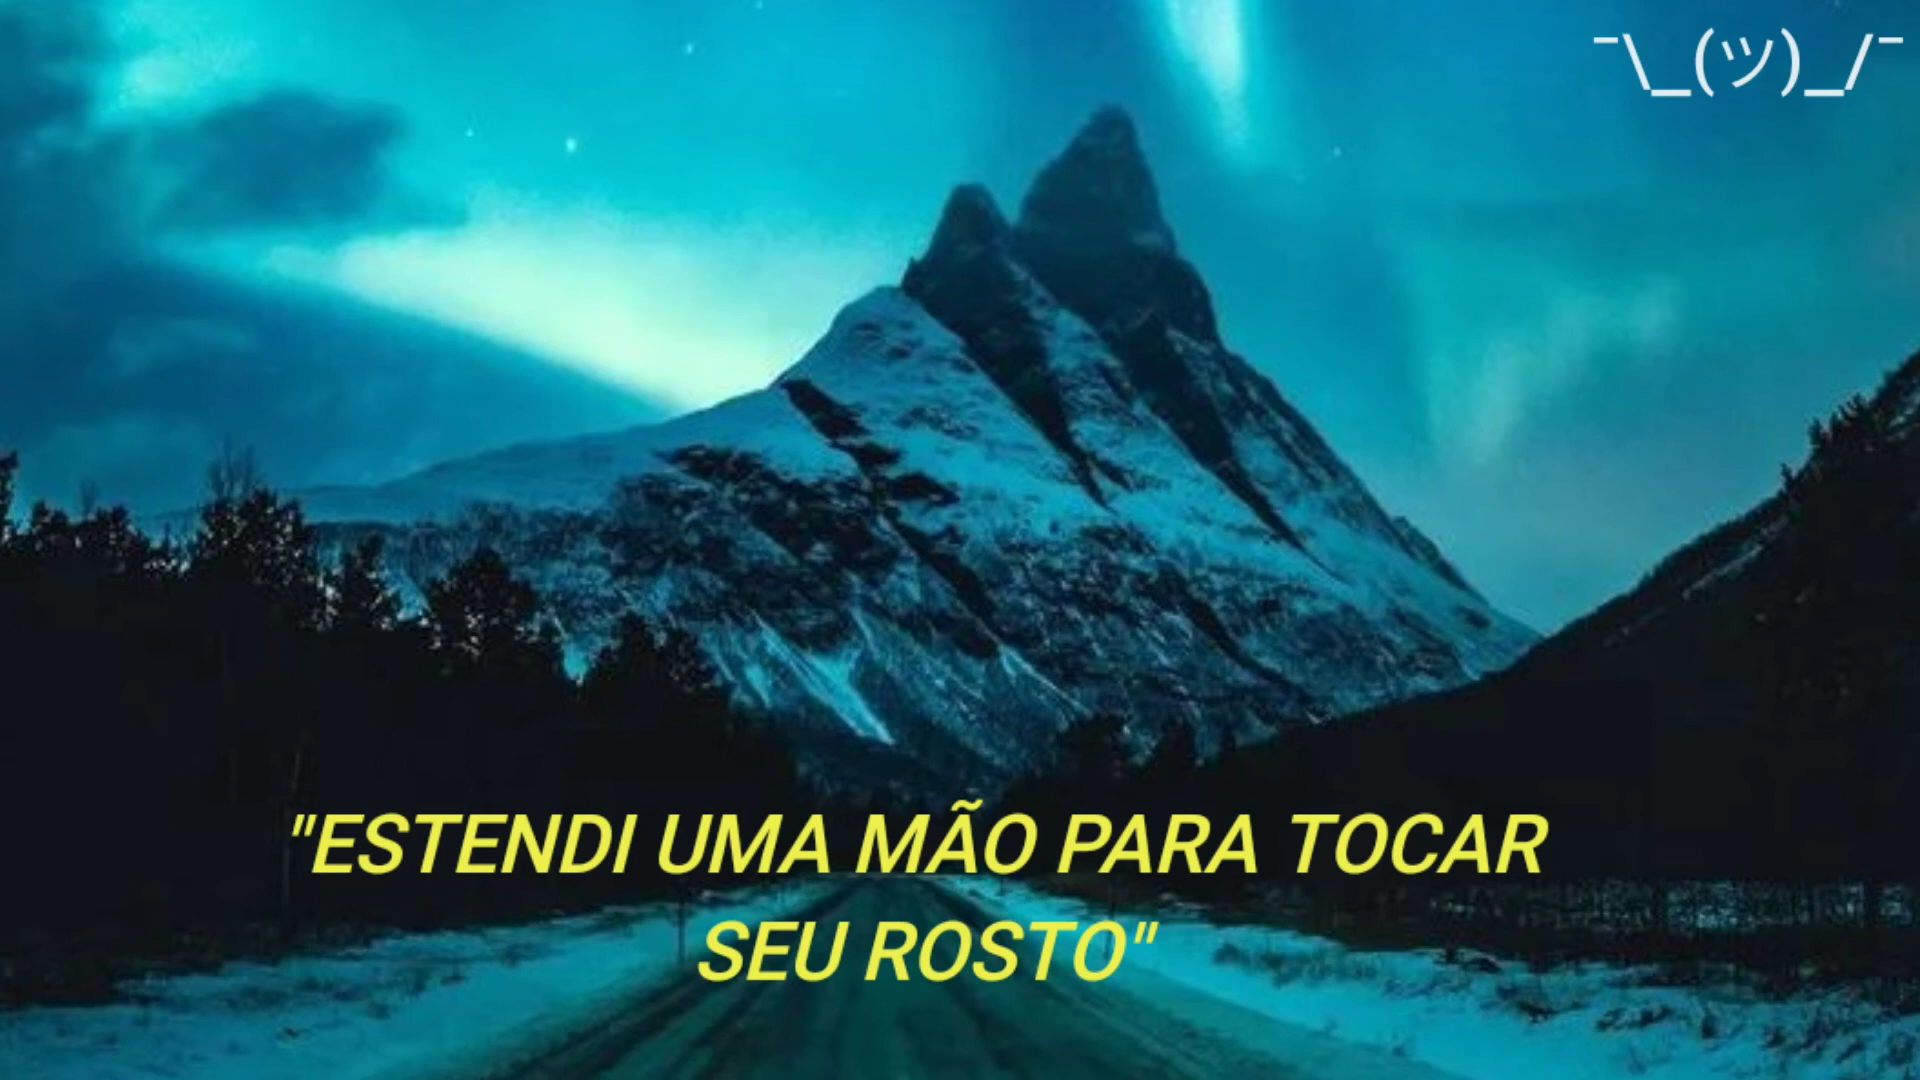 ¯\_(ツ)_/¯
"ESTENDI UMA MÃO PARA TOCAR
SEU ROSTO"